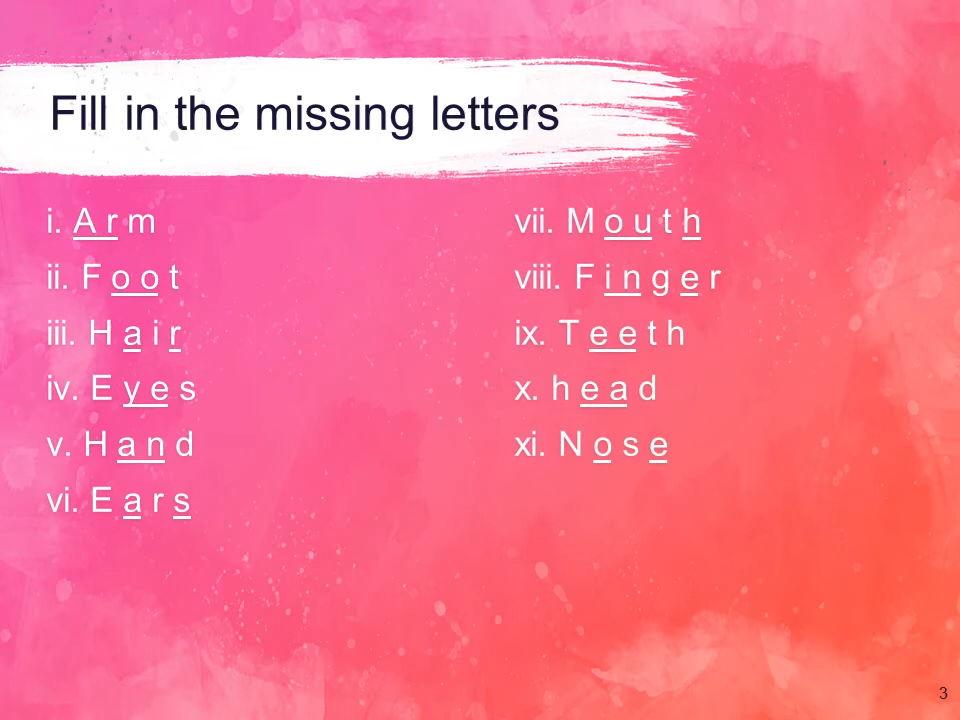 Fill in the missing letters
i. A r m
ii. F o o t
iii. H a i r
iv. E y e s
v. H a n d
vi. E a r s
vii. M o u t h
viii. F i n g e r
ix. T e e t h
x. h e a d
xi. N o s e
3